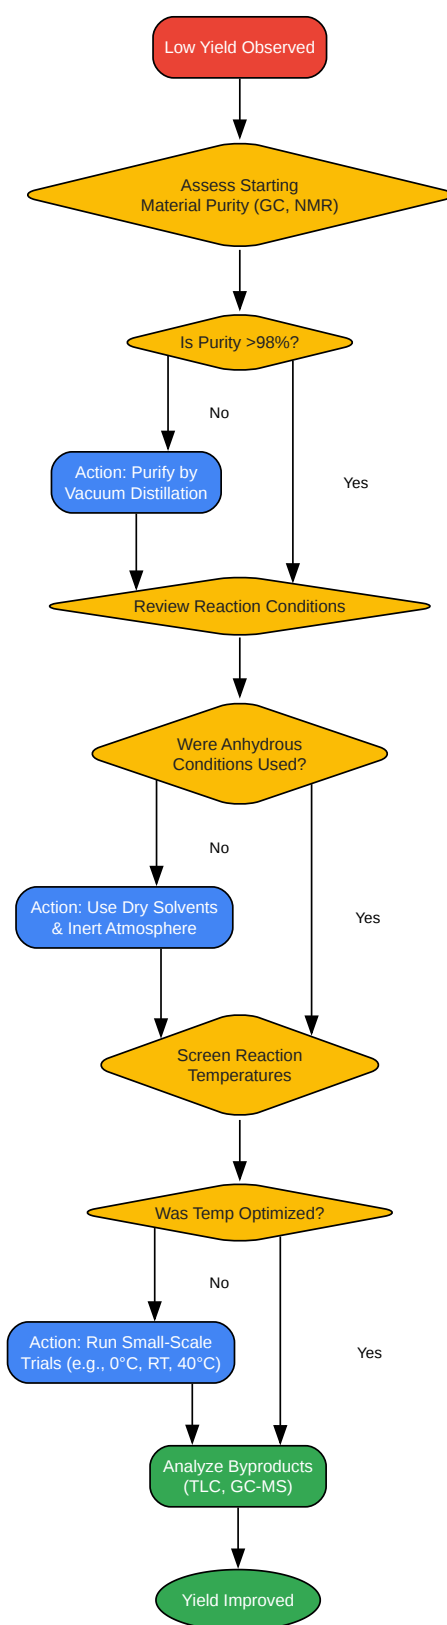 Low Yield Observed
Assess Starting
Material Purity (GC, NMR)
Is Purity >98%?
No
Action: Purify by
Vacuum Distillation
Yes
Review Reaction Conditions
Were Anhydrous
Conditions Used?
No
Action: Use Dry Solvents
& Inert Atmosphere
Yes
Screen Reaction
Temperatures
Was Temp Optimized?
No
Action: Run Small-Scale
Trials (e.g., 0°C, RT, 40°C)
Yes
Analyze Byproducts
(TLC, GC-MS)
Yield Improved